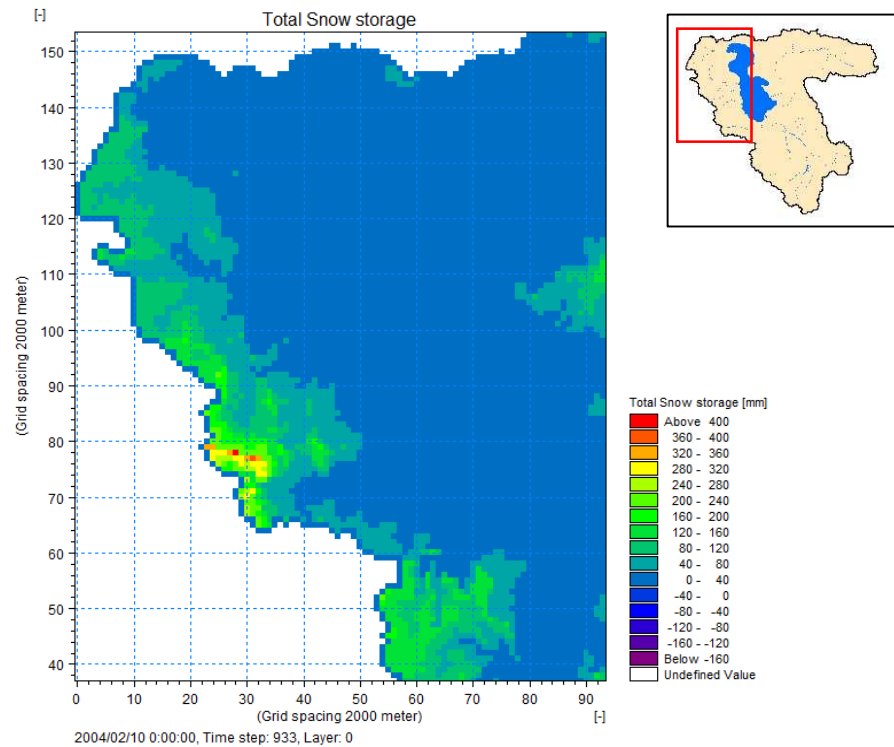 [-]
Total Snow storage
150
140
130
120
110
100
90
80
70
60
50
40
(Grid spacing 2000 meter)
0 10 20 30 40 50 60 70 80 90
(Grid spacing 2000 meter) [-]
2004/02/10 0:00:00, Time step: 933, Layer: 0
Total Snow storage [mm]
Above 400
360 - 400
320 - 360
280 - 320
240 - 280
200 - 240
160 - 200
120 - 160
80 - 120
40 - 80
0 - 40
-40 - 0
-80 - -40
-120 - -80
-160 - -120
Below -160
Undefined Value